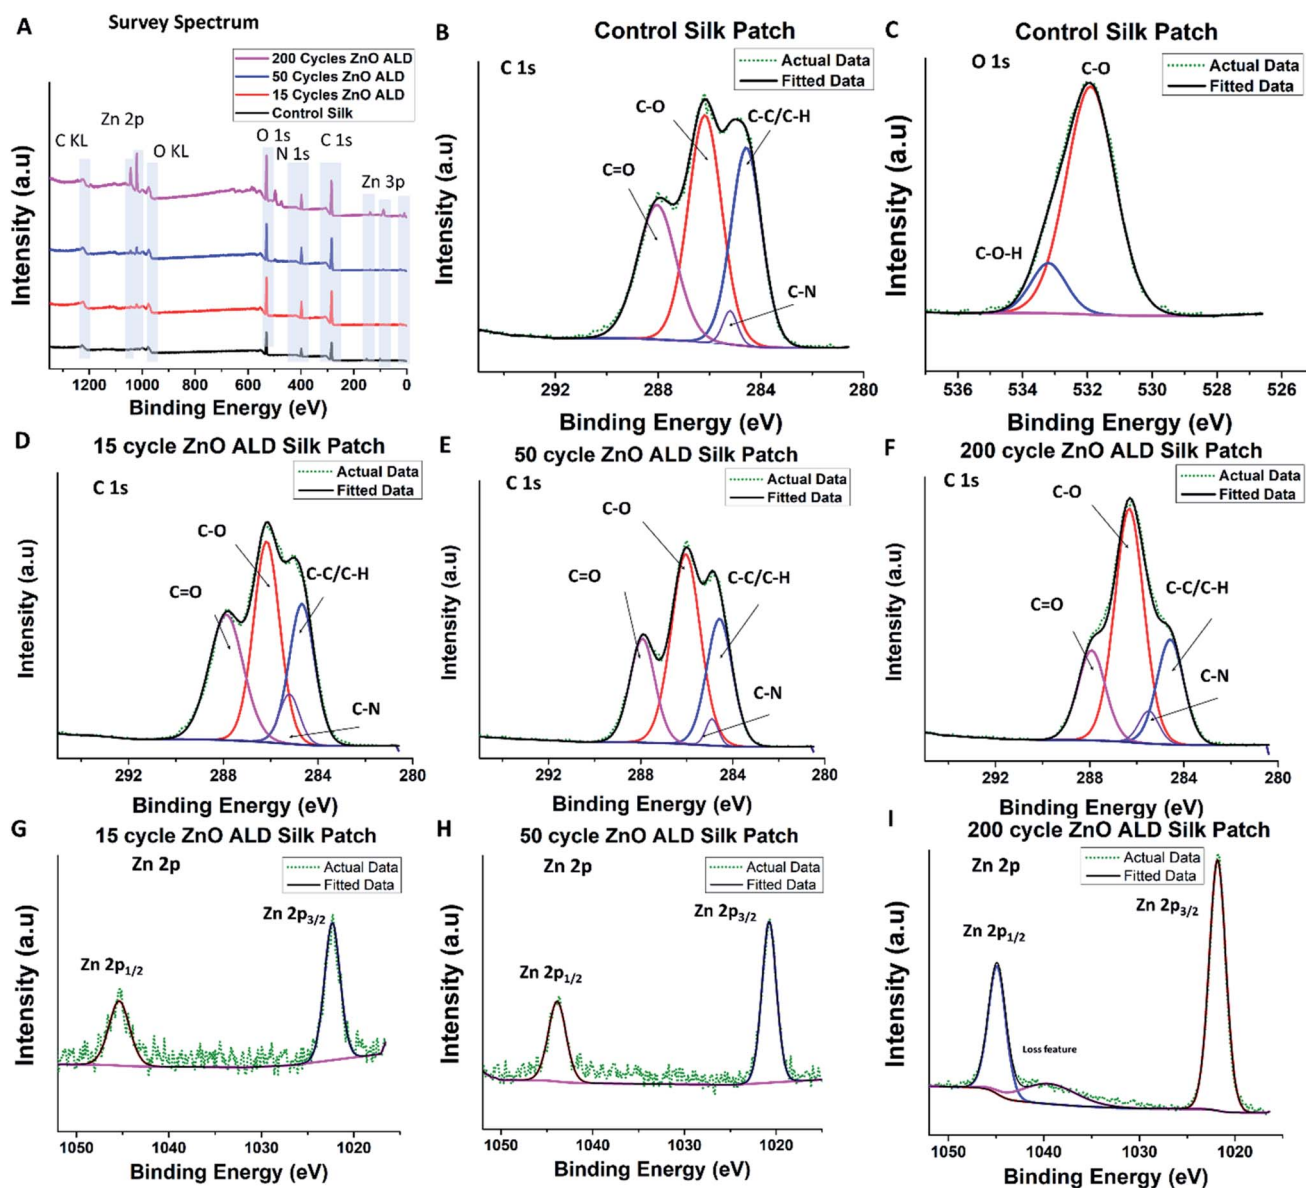 A
Survey Spectrum
200 Cycles ZnO ALD
50 Cycles ZnO ALD
15 Cycles ZnO ALD
Control Silk
C KL
Zn 2p
O KL
O 1s
N 1s
C 1s
Zn 3p
Intensity (a.u)
1200 1000 800 600 400 200 0
Binding Energy (eV)
B
Control Silk Patch
C 1s
Actual Data
Fitted Data
C-O
C-C/C-H
C=O
C-N
Intensity (a.u)
292 288 284 280
Binding Energy (eV)
C
Control Silk Patch
O 1s
C-O
Actual Data
Fitted Data
C-O-H
Intensity (a.u)
536 534 532 530 528 526
Binding Energy (eV)
D
15 cycle ZnO ALD Silk Patch
C 1s
Actual Data
Fitted Data
C-O
C-C/C-H
C=O
C-N
Intensity (a.u)
292 288 284 280
Binding Energy (eV)
E
50 cycle ZnO ALD Silk Patch
C 1s
Actual Data
Fitted Data
C-O
C=O
C-C/C-H
C-N
Intensity (a.u)
292 288 284 280
Binding Energy (eV)
F
200 cycle ZnO ALD Silk Patch
C 1s
Actual Data
Fitted Data
C-O
C=O
C-C/C-H
C-N
Intensity (a.u)
292 288 284 280
Binding Energy (eV)
G
15 cycle ZnO ALD Silk Patch
Zn 2p
Actual Data
Fitted Data
Zn 2p3/2
Zn 2p1/2
Intensity (a.u)
1050 1040 1030 1020
Binding Energy (eV)
H
50 cycle ZnO ALD Silk Patch
Zn 2p
Actual Data
Fitted Data
Zn 2p3/2
Zn 2p1/2
Intensity (a.u)
1050 1040 1030 1020
Binding Energy (eV)
I
200 cycle ZnO ALD Silk Patch
Zn 2p
Actual Data
Fitted Data
Zn 2p3/2
Zn 2p1/2
Loss feature
Intensity (a.u)
1050 1040 1030 1020
Binding Energy (eV)